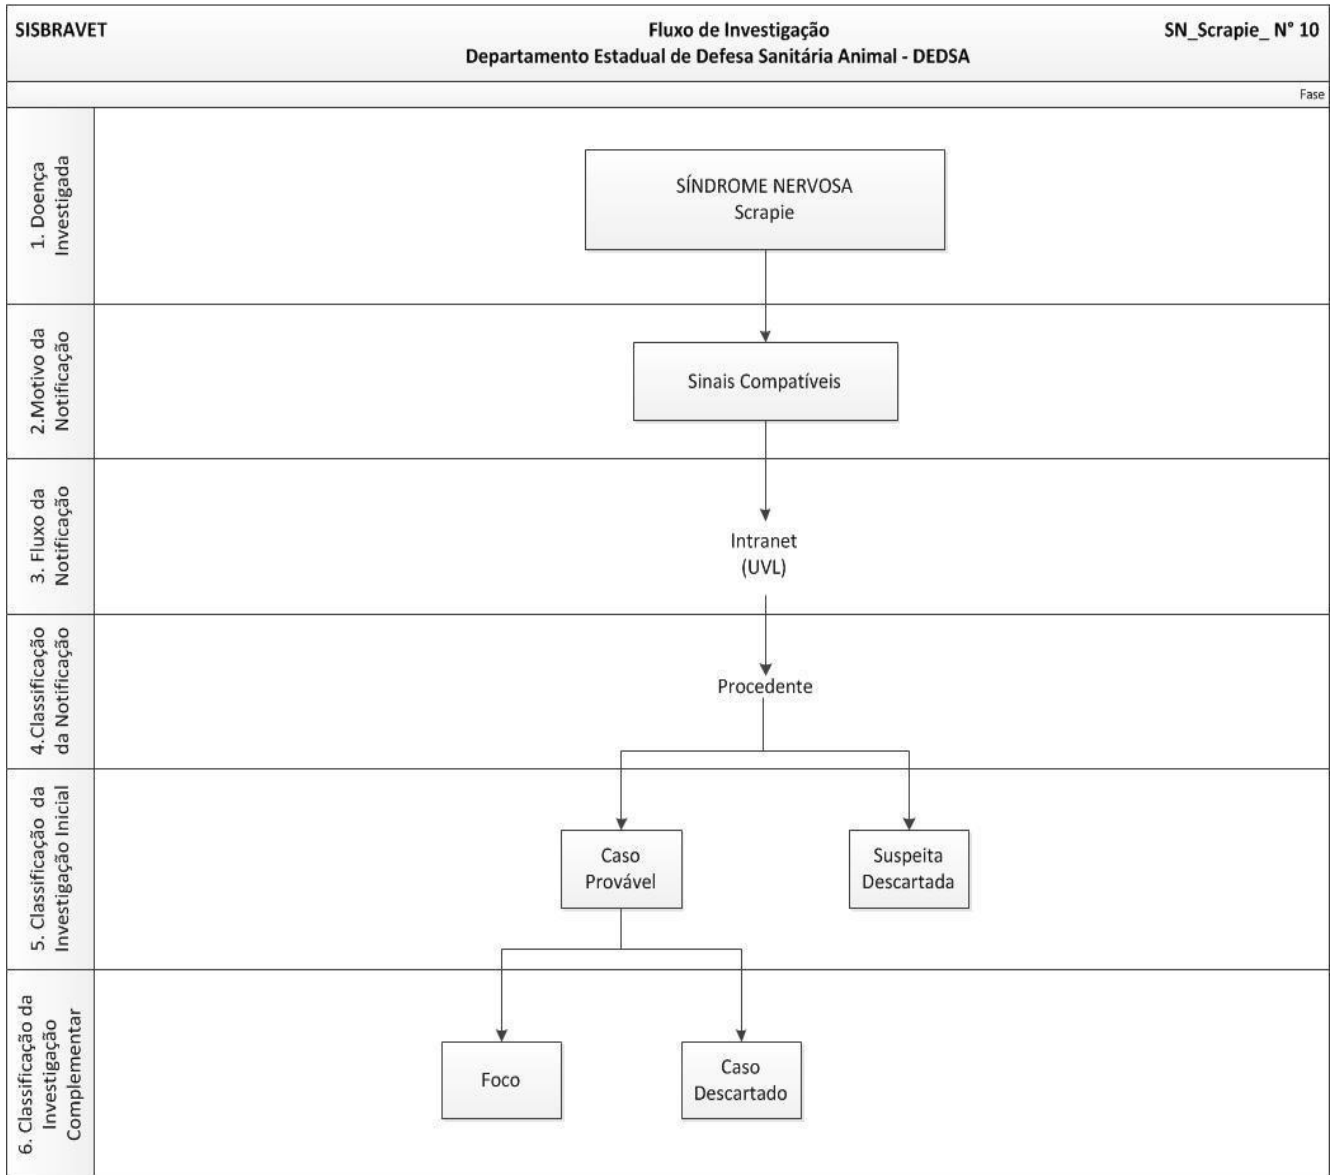 SISBRAVET
Fluxo de Investigação
SN_Scrapie_ N° 10
Departamento Estadual de Defesa Sanitária Animal - DEDSA
Fase
1. Doença
Investigada
SÍNDROME NERVOSA
Scrapie
2.Motivo da
Notificação
Sinais Compatíveis
3. Fluxo da
Notificação
Intranet
(UVL)
4.Classificação
da Notificação
Procedente
5. Classificação da
Investigação Inicial
Caso
Provável
Suspeita
Descartada
6. Classificação da
Investigação
Complementar
Foco
Caso
Descartado